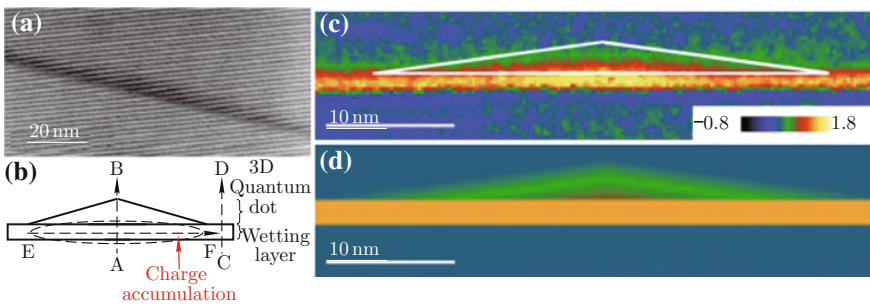 (a)
20 nm
(b)
B
D
3D
Quantum
dot
E
F
Wetting
layer
A
C
Charge
accumulation
(c)
10 nm
−0.8
1.8
(d)
10 nm